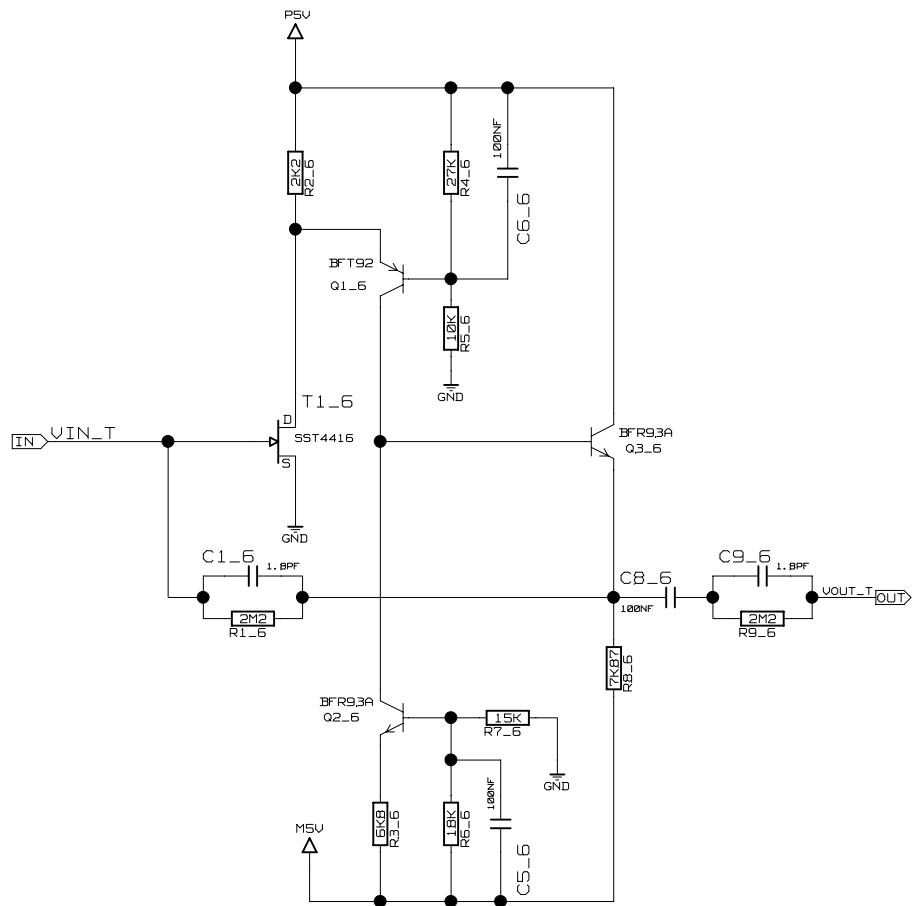 P5V
2K2
R2_6
27K
R4_6
100NF
C6_6
BFT92
Q1_6
10K
R5_6
GND
T1_6
D
SST4416
S
GND
IN
VIN_T
BFR93A
Q3_6
C1_6
1.8PF
2M2
R1_6
C8_6
100NF
C9_6
1.8PF
2M2
R9_6
VOUT_T
OUT
7K87
R8_6
BFR93A
Q2_6
15K
R7_6
GND
M5V
6K8
R3_6
18K
R6_6
100NF
C5_6